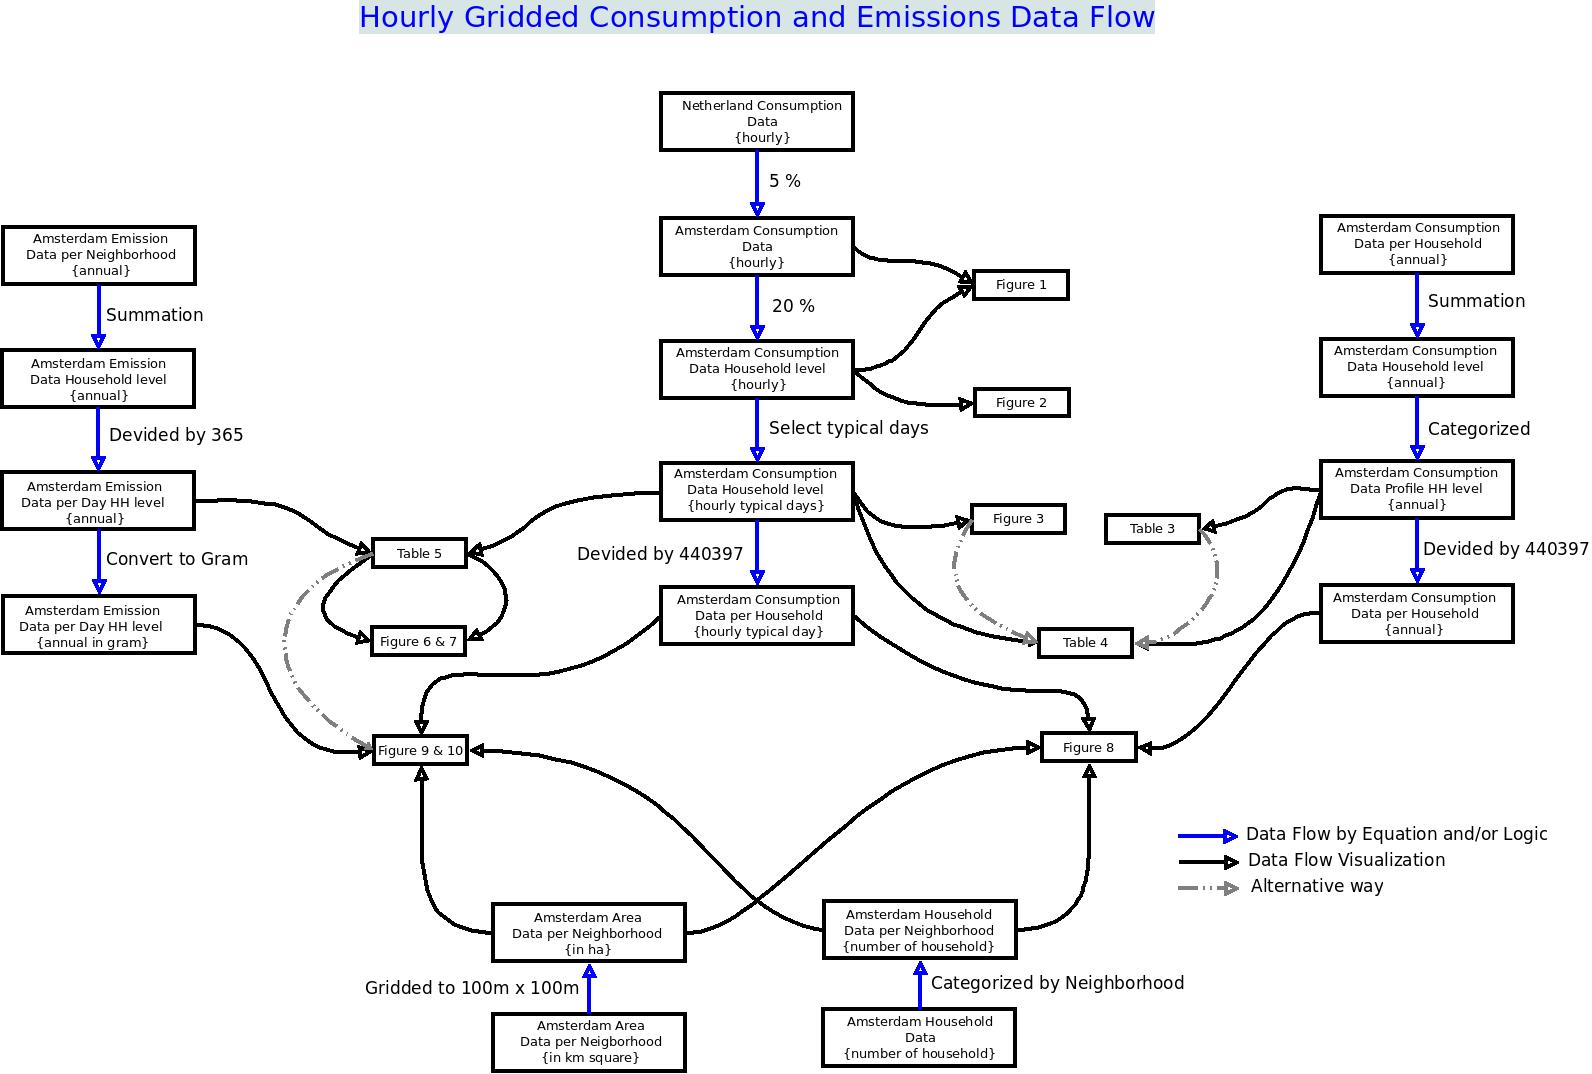 Hourly Gridded Consumption and Emissions Data Flow
Netherland Consumption
Data
{hourly}
5 %
Amsterdam Consumption
Data
{hourly}
20 %
Amsterdam Consumption
Data Household level
{hourly}
Select typical days
Amsterdam Consumption
Data Household level
{hourly typical days}
Devided by 440397
Amsterdam Consumption
Data per Household
{hourly typical day}
Amsterdam Emission
Data per Neighborhood
{annual}
Summation
Amsterdam Emission
Data Household level
{annual}
Devided by 365
Amsterdam Emission
Data per Day HH level
{annual}
Convert to Gram
Amsterdam Emission
Data per Day HH level
{annual in gram}
Figure 1
Figure 2
Figure 3
Table 3
Table 4
Table 5
Figure 6 & 7
Figure 9 & 10
Figure 8
Amsterdam Consumption
Data per Household
{annual}
Summation
Amsterdam Consumption
Data Household level
{annual}
Categorized
Amsterdam Consumption
Data Profile HH level
{annual}
Devided by 440397
Amsterdam Consumption
Data per Household
{annual}
Data Flow by Equation and/or Logic
Data Flow Visualization
Alternative way
Amsterdam Area
Data per Neighborhood
{in ha}
Gridded to 100m x 100m
Amsterdam Area
Data per Neigborhood
{in km square}
Amsterdam Household
Data per Neighborhood
{number of household}
Categorized by Neighborhood
Amsterdam Household
Data
{number of household}